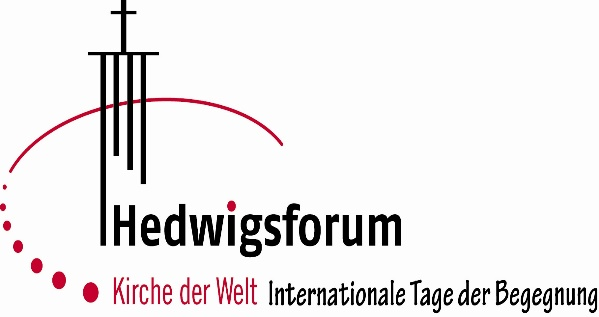 Hedwigsforum
Kirche der Welt Internationale Tage der Begegnung